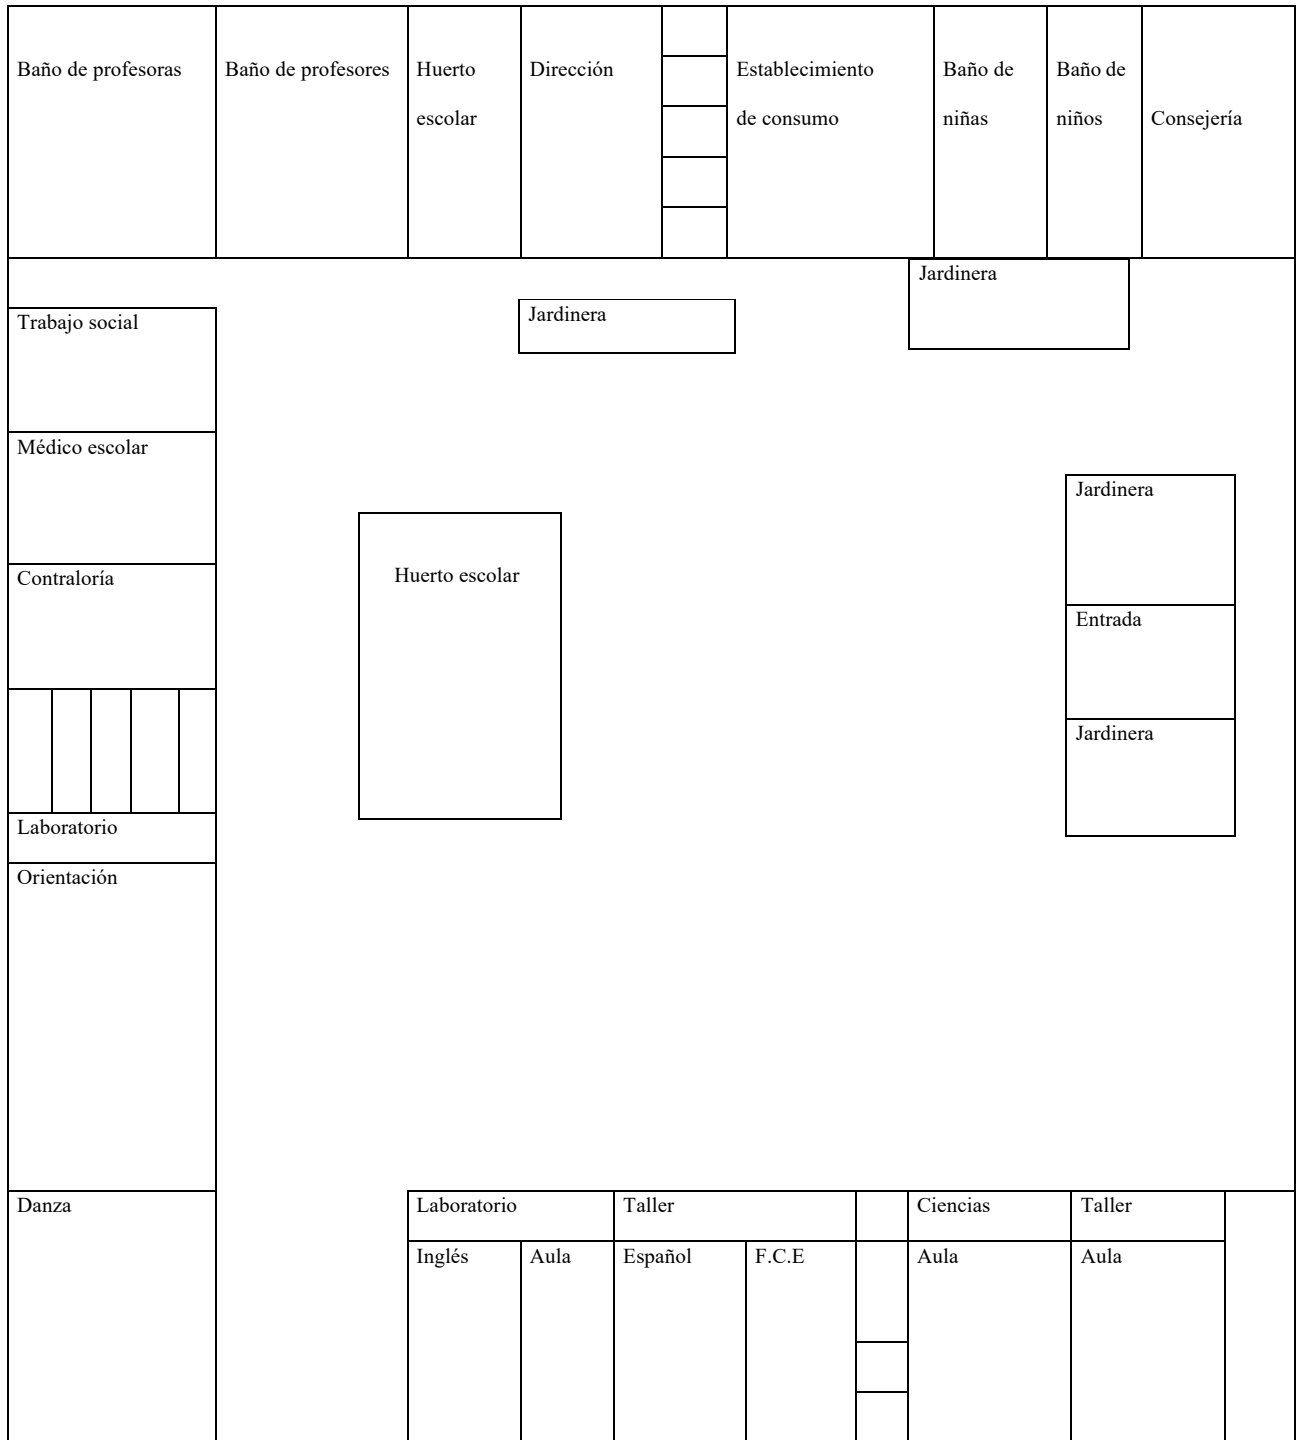 Baño de profesoras
Baño de profesores
Huerto
escolar
Dirección
Establecimiento
de consumo
Baño de
niñas
Baño de
niños
Consejería
Jardinera
Jardinera
Trabajo social
Médico escolar
Jardinera
Huerto escolar
Contraloría
Entrada
Jardinera
Laboratorio
Orientación
Danza
Laboratorio
Taller
Ciencias
Taller
Inglés
Aula
Español
F.C.E
Aula
Aula